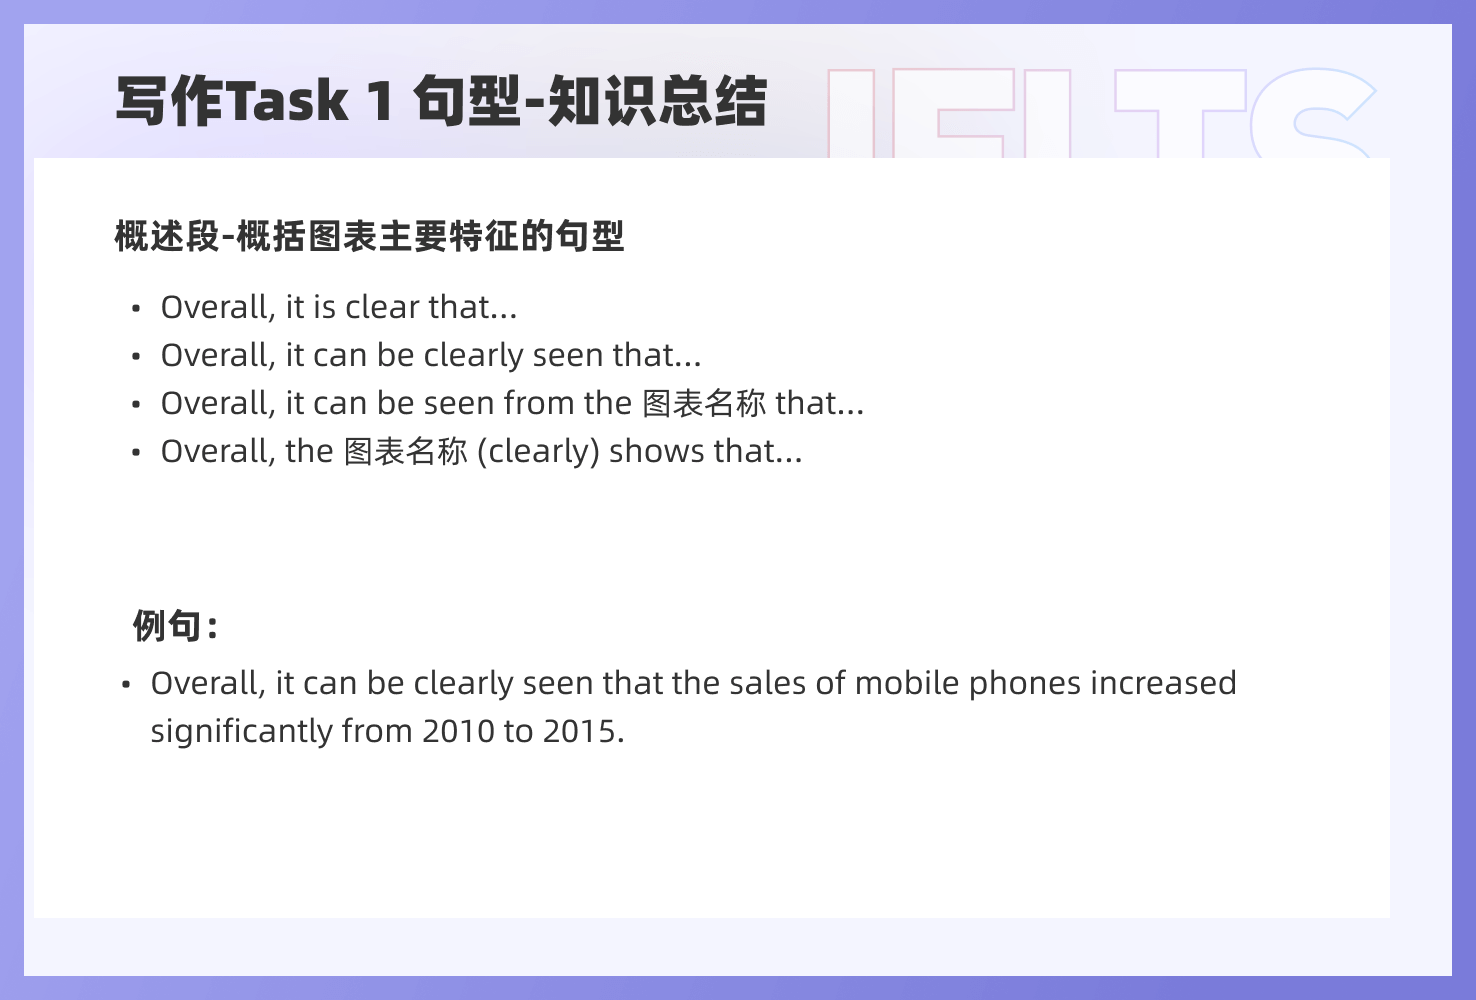 写作Task 1 句型-知识总结
IELTS
概述段-概括图表主要特征的句型
• Overall, it is clear that...
• Overall, it can be clearly seen that...
• Overall, it can be seen from the 图表名称 that...
• Overall, the 图表名称 (clearly) shows that...
例句：
• Overall, it can be clearly seen that the sales of mobile phones increased
significantly from 2010 to 2015.